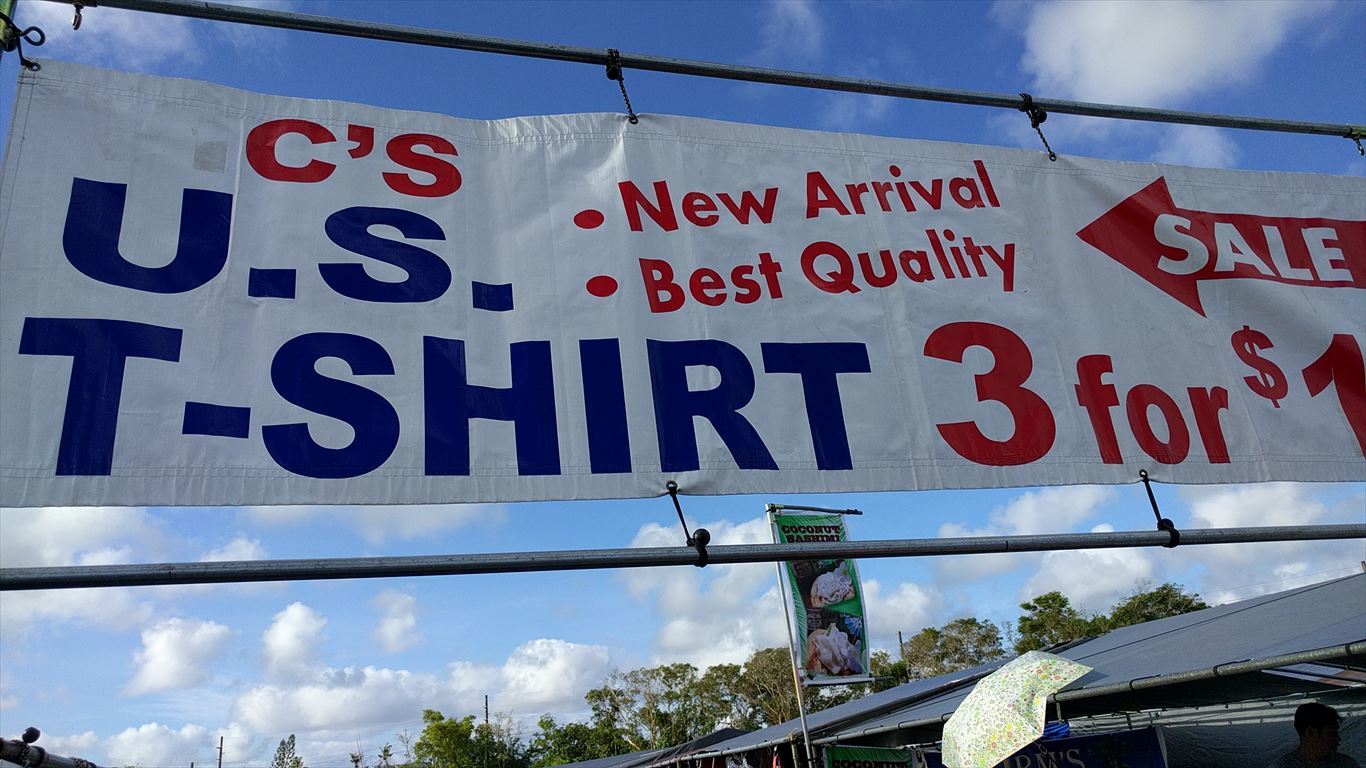 C'S
U.S.
T-SHIRT
• New Arrival
• Best Quality
SALE
3 for $1
COCONUT
SASHIMI